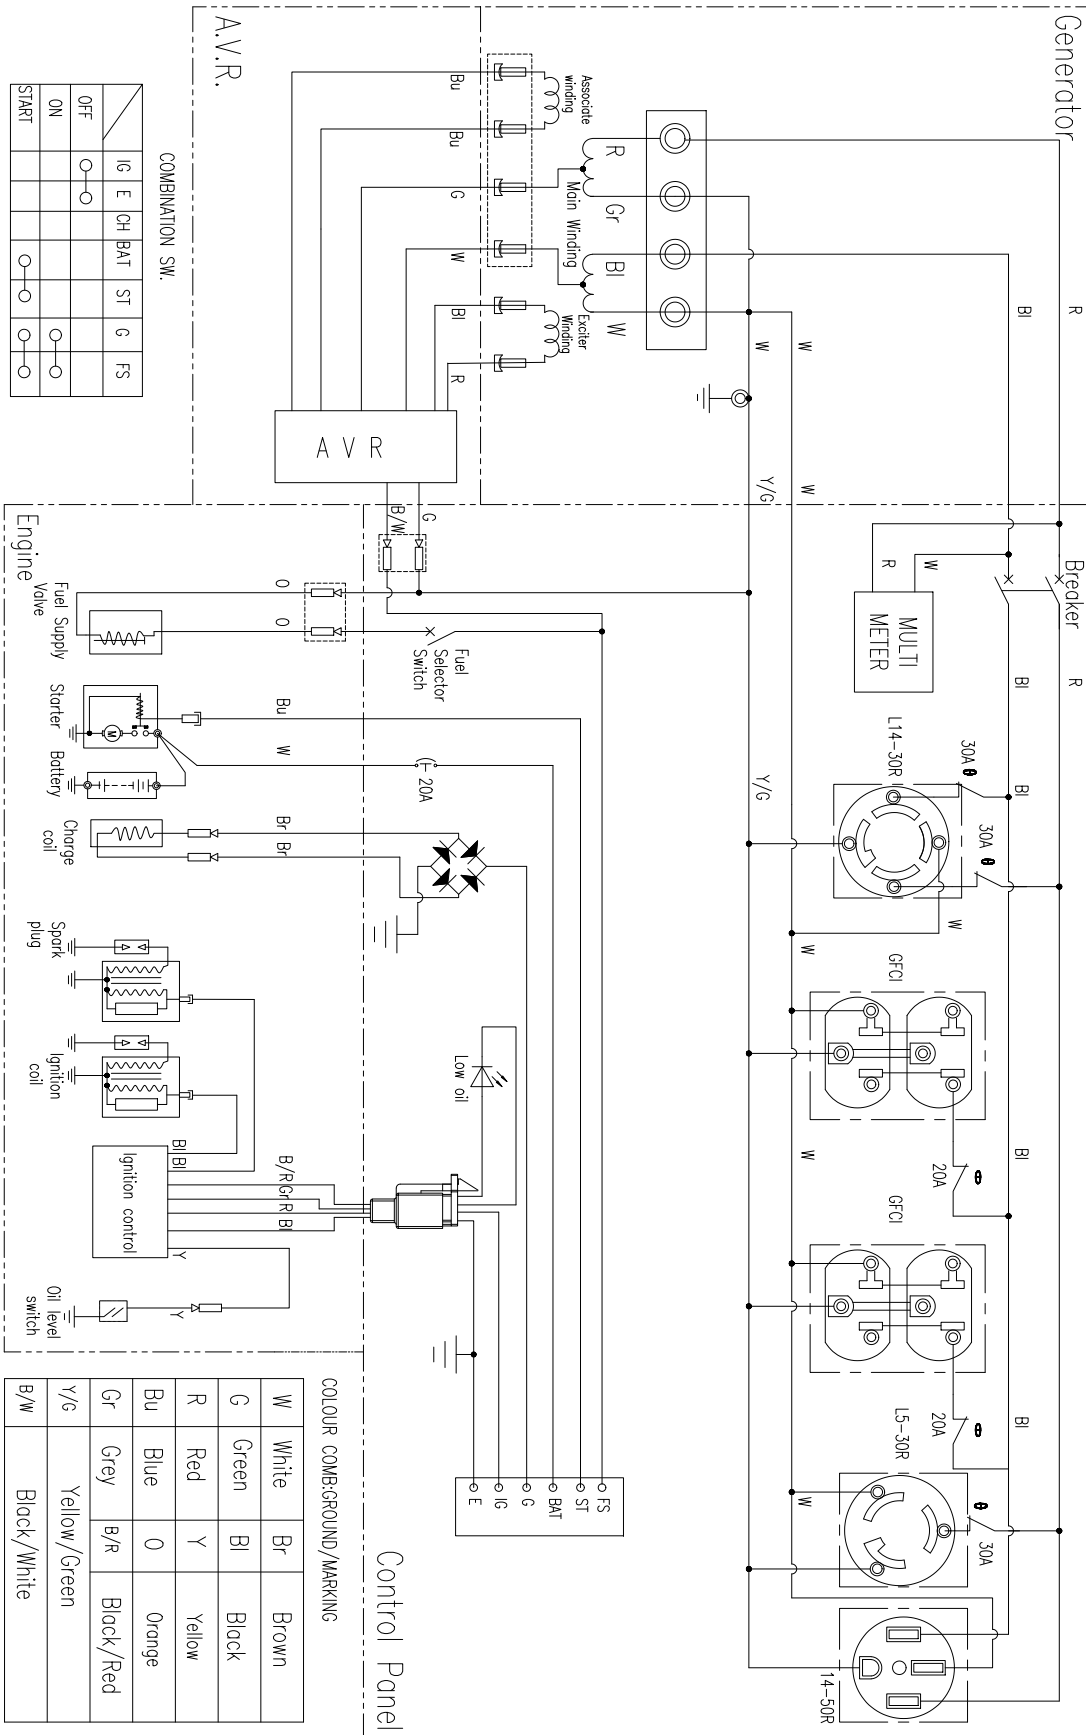 Generator
A.V.R.
Associate
winding
Main Winding
Exciter
Winding
R
Gr
Bl
W
Bu
Bu
G
W
Bl
R
A V R
R
Bl
W
W
W
Y/G
G
B/W
COMBINATION SW.
IG E CH BAT ST G FS
OFF
ON
START
Breaker
R
W
MULTI
METER
R
Bl
L14-30R
30A
30A
Bl
Y/G
W
W
GFCI
20A
Bl
W
GFCI
20A
Bl
L5-30R
30A
W
14-50R
Engine
Fuel Supply
Valve
O
O
Fuel
Selector
Switch
Starter
M
Battery
Bu
W
20A
Charge
coil
Br
Br
Spark
plug
Ignition
coil
Low oil
Bl
Bl
Ignition control
B/R
Gr
R
Bl
Y
Y
Oil level
switch
FS
ST
BAT
G
IG
E
Control Panel
COLOUR COMB:GROUND/MARKING
W White Br Brown
G Green Bl Black
R Red Y Yellow
Bu Blue O Orange
Gr Grey B/R Black/Red
Y/G Yellow/Green
B/W Black/White